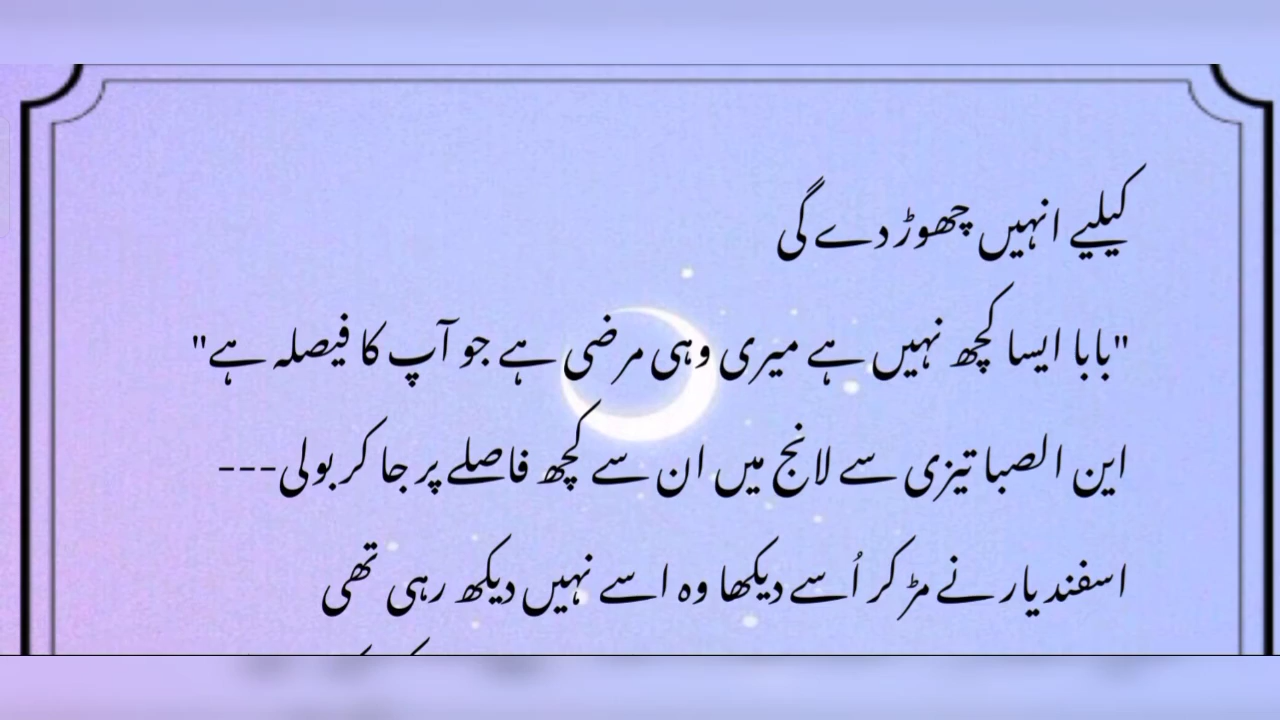 کیلیے انہیں چھوڑ دے گی
"بابا ایسا کچھ نہیں ہے میری وہی مرضی ہے جو آپ کا فیصلہ ہے"
این الصبا تیزی سے لانج میں ان سے کچھ فاصلے پر جا کر بولی---
اسفندیار نے مڑ کر اُسے دیکھا وہ اسے نہیں دیکھ رہی تھی